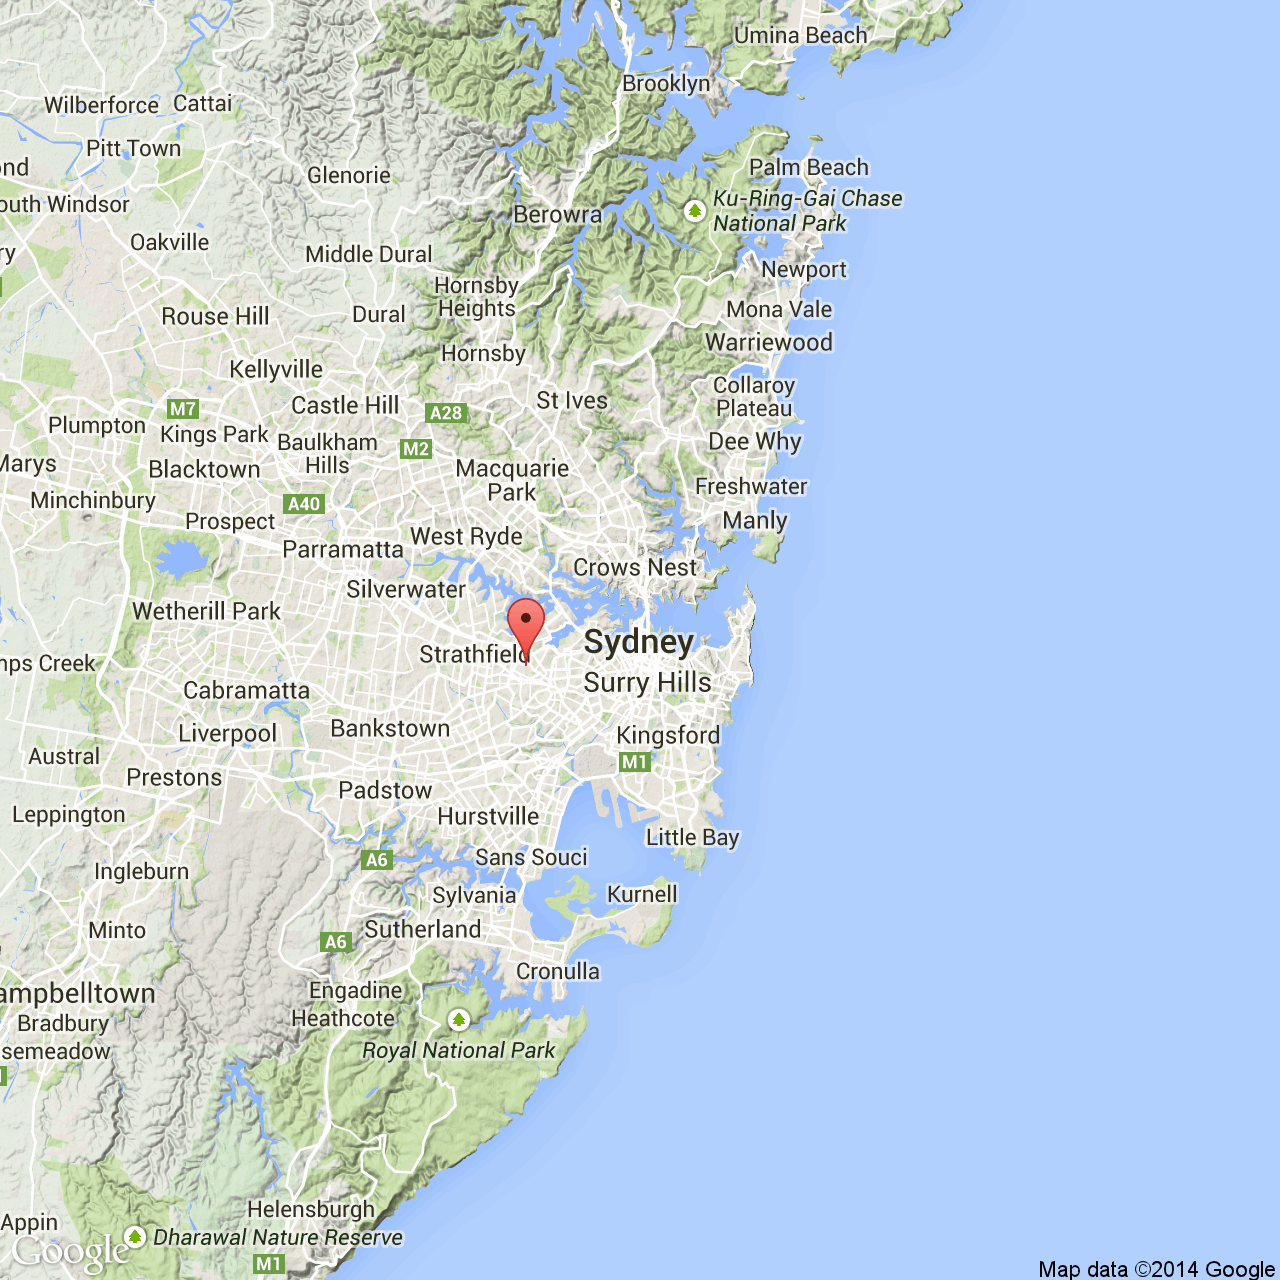 Umina Beach
Brooklyn
Wilberforce
Cattai
Pitt Town
ond
Glenorie
Palm Beach
Ku-Ring-Gai Chase
National Park
outh Windsor
Berowra
Oakville
ry
Middle Dural
Newport
Hornsby
Heights
Mona Vale
Rouse Hill
Dural
Warriewood
Hornsby
Kellyville
Collaroy
Plateau
St Ives
Castle Hill
M7
A28
Plumpton
Kings Park
Baulkham
Hills
Dee Why
M2
Marys
Blacktown
Macquarie
Park
Freshwater
Minchinbury
A40
Prospect
Manly
West Ryde
Parramatta
Crows Nest
Silverwater
Wetherill Park
Sydney
Strathfield
mps Creek
Surry Hills
Cabramatta
Bankstown
Liverpool
Kingsford
Austral
M1
Prestons
Padstow
Leppington
Hurstville
Little Bay
Sans Souci
A6
Ingleburn
Sylvania
Kurnell
Minto
Sutherland
A6
Cronulla
ampbelltown
Engadine
Heathcote
Bradbury
semeadow
Royal National Park
Helensburgh
Appin
Dharawal Nature Reserve
Google
M1
Map data ©2014 Google